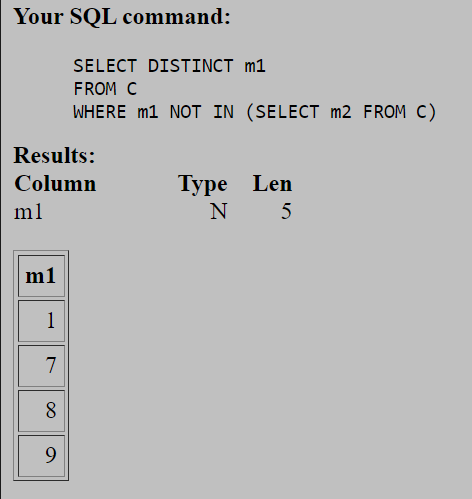 Your SQL command:
SELECT DISTINCT m1
FROM C
WHERE m1 NOT IN (SELECT m2 FROM C)
Results:
Column Type Len
m1 N 5
m1
1
7
8
9